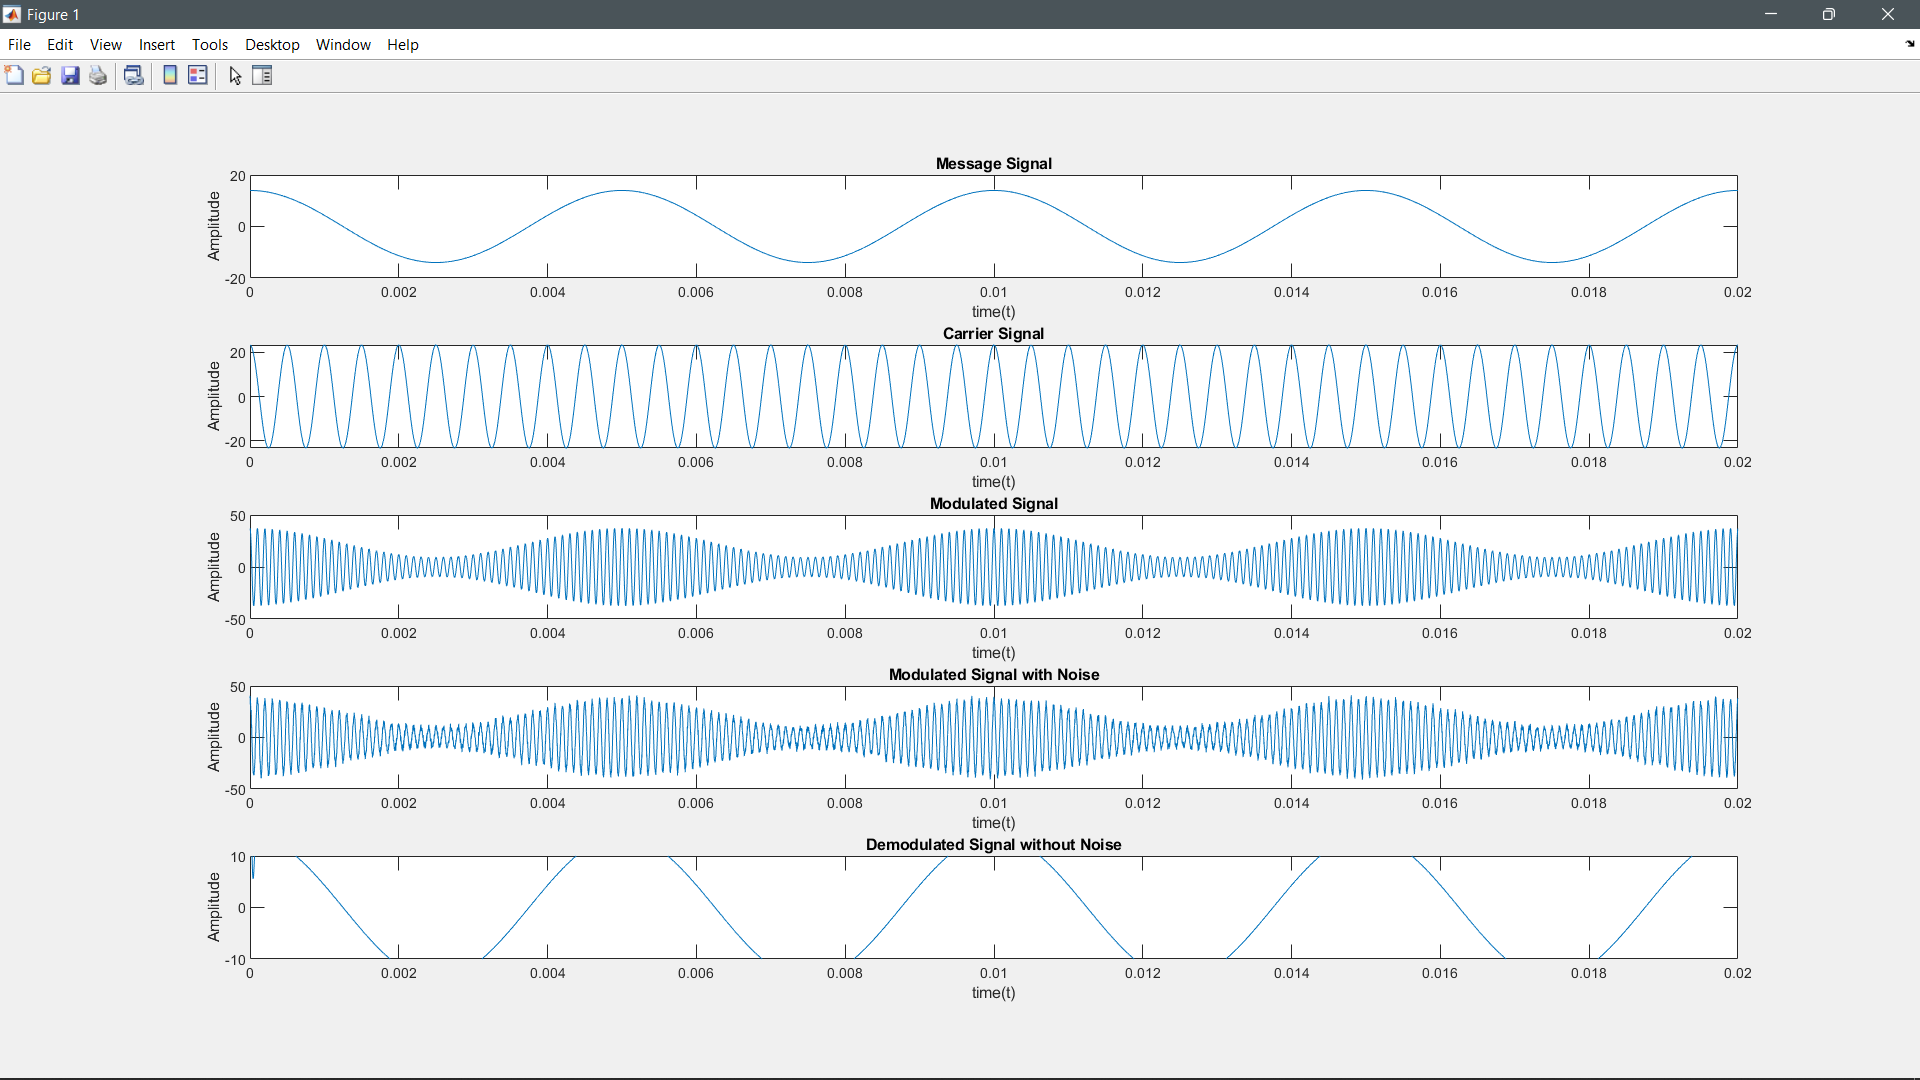 Figure 1
File Edit View Insert Tools Desktop Window Help
Message Signal
Amplitude
20
0
-20
0 0.002 0.004 0.006 0.008 0.01 0.012 0.014 0.016 0.018 0.02
time(t)
Carrier Signal
Amplitude
20
0
-20
0 0.002 0.004 0.006 0.008 0.01 0.012 0.014 0.016 0.018 0.02
time(t)
Modulated Signal
Amplitude
50
0
-50
0 0.002 0.004 0.006 0.008 0.01 0.012 0.014 0.016 0.018 0.02
time(t)
Modulated Signal with Noise
Amplitude
50
0
-50
0 0.002 0.004 0.006 0.008 0.01 0.012 0.014 0.016 0.018 0.02
time(t)
Demodulated Signal without Noise
Amplitude
10
0
-10
0 0.002 0.004 0.006 0.008 0.01 0.012 0.014 0.016 0.018 0.02
time(t)